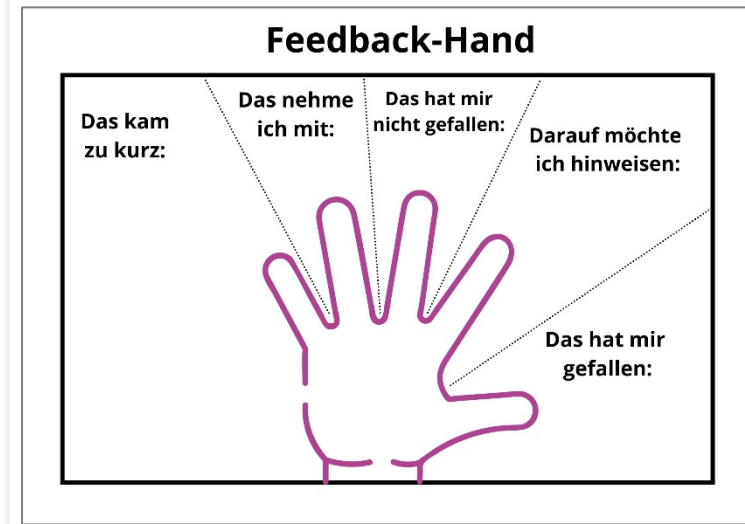 Feedback-Hand
Das kam
zu kurz:
Das nehme
ich mit:
Das hat mir
nicht gefallen:
Darauf möchte
ich hinweisen:
Das hat mir
gefallen: